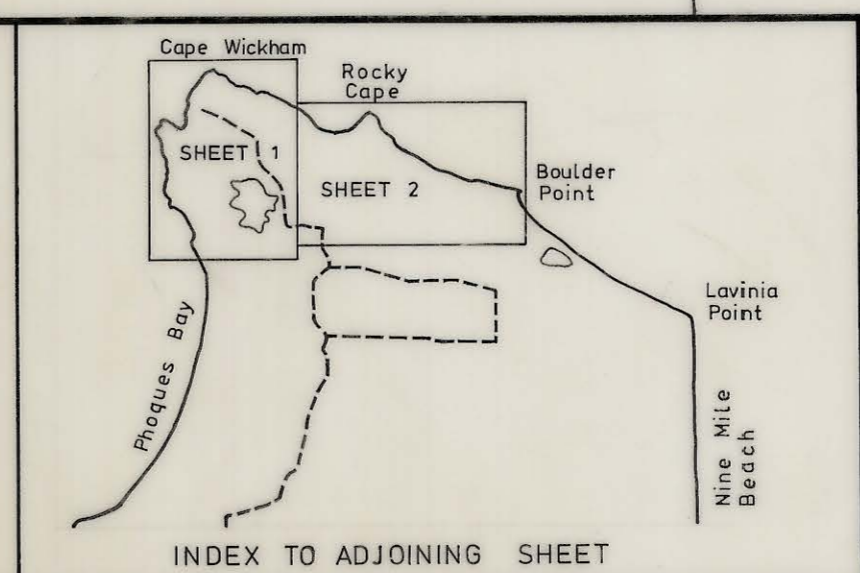 Cape Wickham
Rocky
Cape
SHEET 1
SHEET 2
Boulder
Point
Lavinia
Point
Phoques Bay
Nine Mile
Beach
INDEX TO ADJOINING SHEET